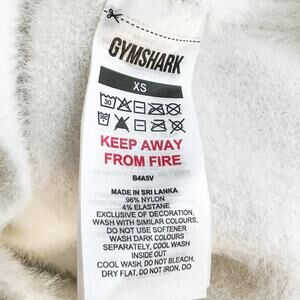 GYMSHARK
XS
30
KEEP AWAY
FROM FIRE
B4A5V
MADE IN SRI LANKA
96% NYLON
4% ELASTANE
EXCLUSIVE OF DECORATION,
WASH WITH SIMILAR COLOURS,
DO NOT USE SOFTENER
WASH DARK COLOURS
SEPARATELY, COOL WASH
INSIDE OUT
COOL WASH, DO NOT BLEACH,
DRY FLAT, DO NOT IRON, DO